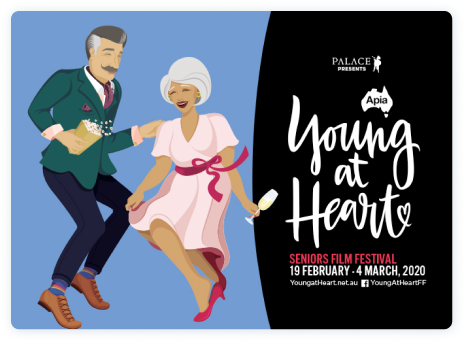 PALACE
PRESENTS
Apia
Young
at
Heart
SENIORS FILM FESTIVAL
19 FEBRUARY - 4 MARCH, 2020
YoungatHeart.net.au YoungAtHeartFF